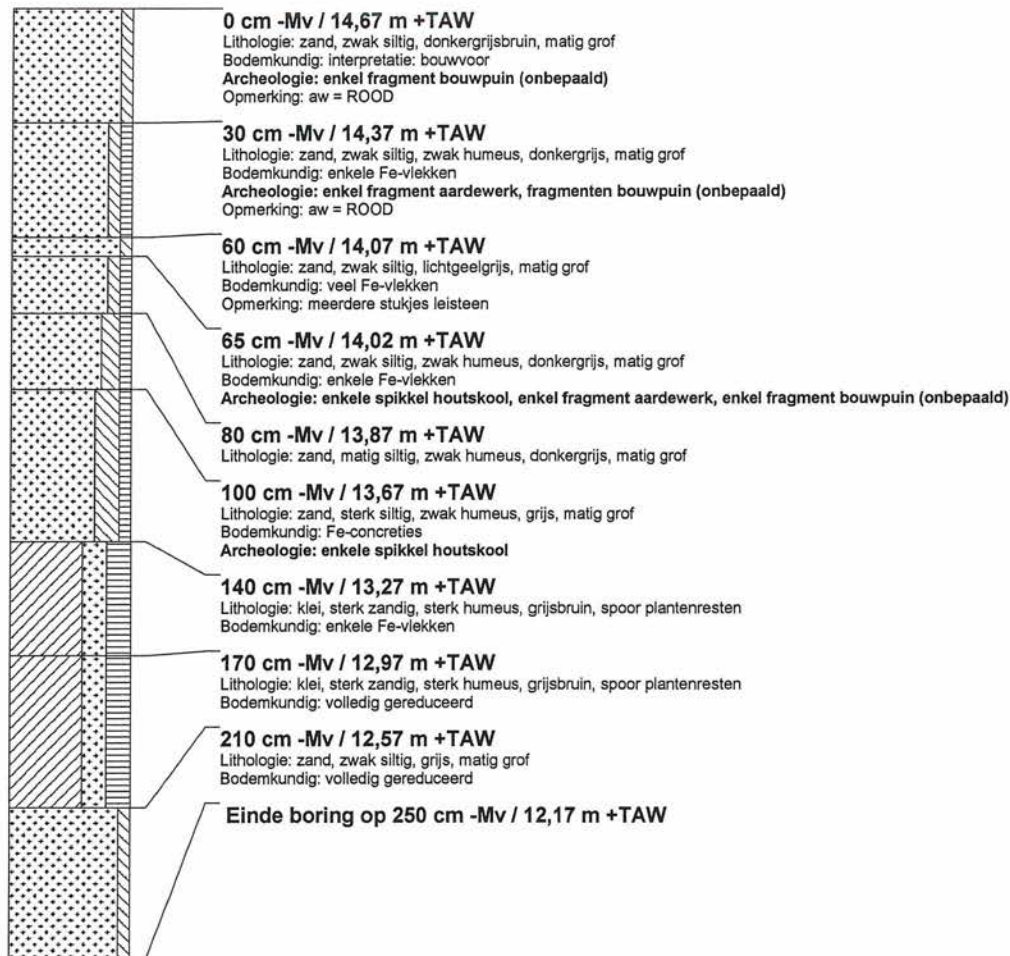 0 cm -Mv / 14,67 m +TAW
Lithologie: zand, zwak siltig, donkergrijsbruin, matig grof
Bodemkundig: interpretatie: bouwvoor
Archeologie: enkel fragment bouwpuin (onbepaald)
Opmerking: aw = ROOD
30 cm -Mv / 14,37 m +TAW
Lithologie: zand, zwak siltig, zwak humeus, donkergrijs, matig grof
Bodemkundig: enkele Fe-vlekken
Archeologie: enkel fragment aardewerk, fragmenten bouwpuin (onbepaald)
Opmerking: aw = ROOD
60 cm -Mv / 14,07 m +TAW
Lithologie: zand, zwak siltig, lichtgeelgrijs, matig grof
Bodemkundig: veel Fe-vlekken
Opmerking: meerdere stukjes leisteen
65 cm -Mv / 14,02 m +TAW
Lithologie: zand, zwak siltig, zwak humeus, donkergrijs, matig grof
Bodemkundig: enkele Fe-vlekken
Archeologie: enkele spikkel houtskool, enkel fragment aardewerk, enkel fragment bouwpuin (onbepaald)
80 cm -Mv / 13,87 m +TAW
Lithologie: zand, matig siltig, zwak humeus, donkergrijs, matig grof
100 cm -Mv / 13,67 m +TAW
Lithologie: zand, sterk siltig, zwak humeus, grijs, matig grof
Bodemkundig: Fe-concreties
Archeologie: enkele spikkel houtskool
140 cm -Mv / 13,27 m +TAW
Lithologie: klei, sterk zandig, sterk humeus, grijsbruin, spoor plantenresten
Bodemkundig: enkele Fe-vlekken
170 cm -Mv / 12,97 m +TAW
Lithologie: klei, sterk zandig, sterk humeus, grijsbruin, spoor plantenresten
Bodemkundig: volledig gereduceerd
210 cm -Mv / 12,57 m +TAW
Lithologie: zand, zwak siltig, grijs, matig grof
Bodemkundig: volledig gereduceerd
Einde boring op 250 cm -Mv / 12,17 m +TAW